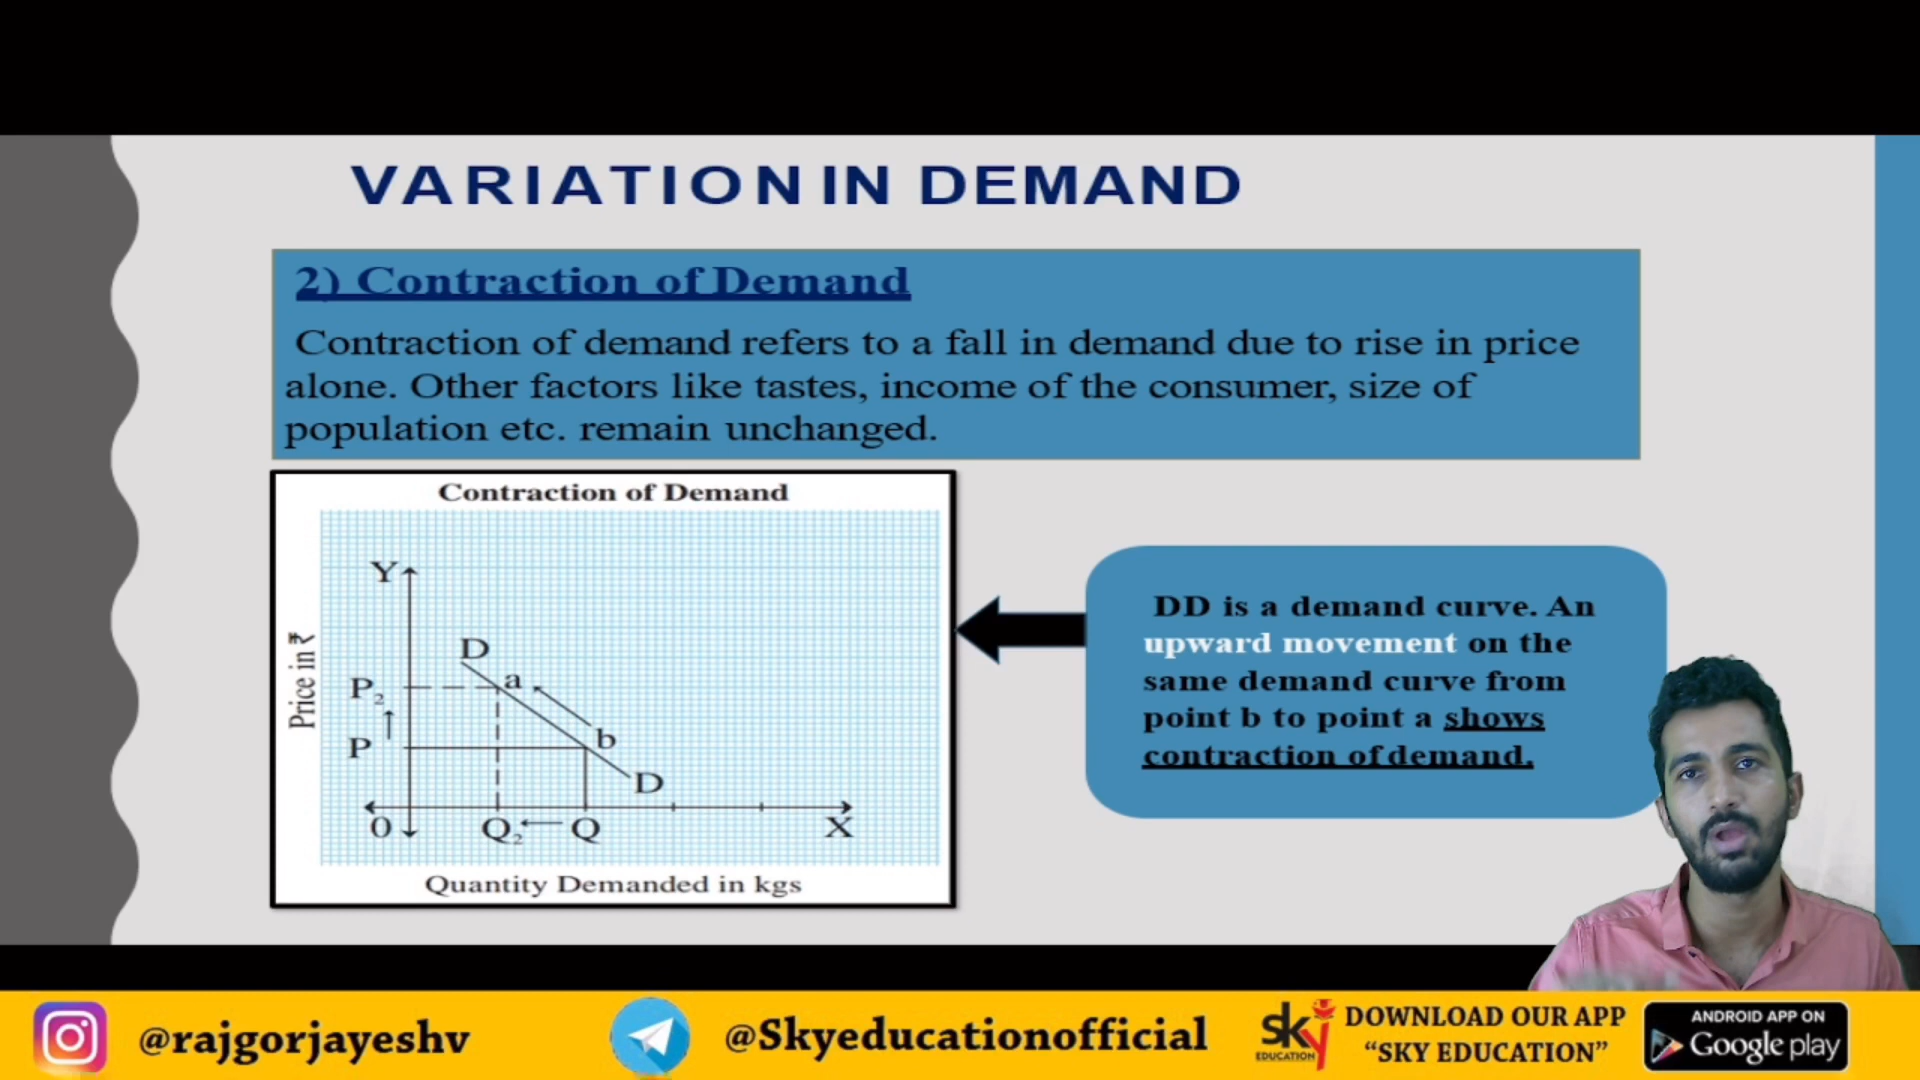 VARIATION IN DEMAND
2) Contraction of Demand
Contraction of demand refers to a fall in demand due to rise in price
alone. Other factors like tastes, income of the consumer, size of
population etc. remain unchanged.
Contraction of Demand
Y
Price in ₹
D
P₂
a
P
b
D
0
Q₂
Q
X
Quantity Demanded in kgs
DD is a demand curve. An
upward movement on the
same demand curve from
point b to point a shows
contraction of demand.
@rajgorjayeshv
@Skyeducationofficial
sky
EDUCATION
DOWNLOAD OUR APP
“SKY EDUCATION”
ANDROID APP ON
Google play